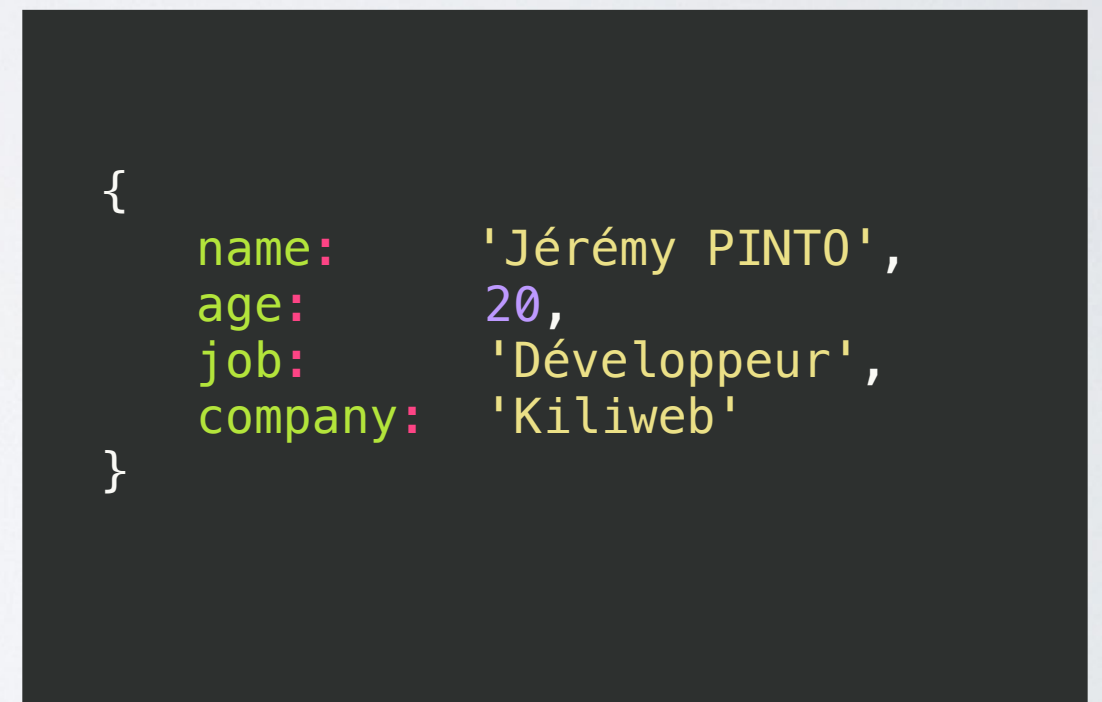 {
name: 'Jérémy PINTO',
age: 20,
job: 'Développeur',
company: 'Kiliweb'
}